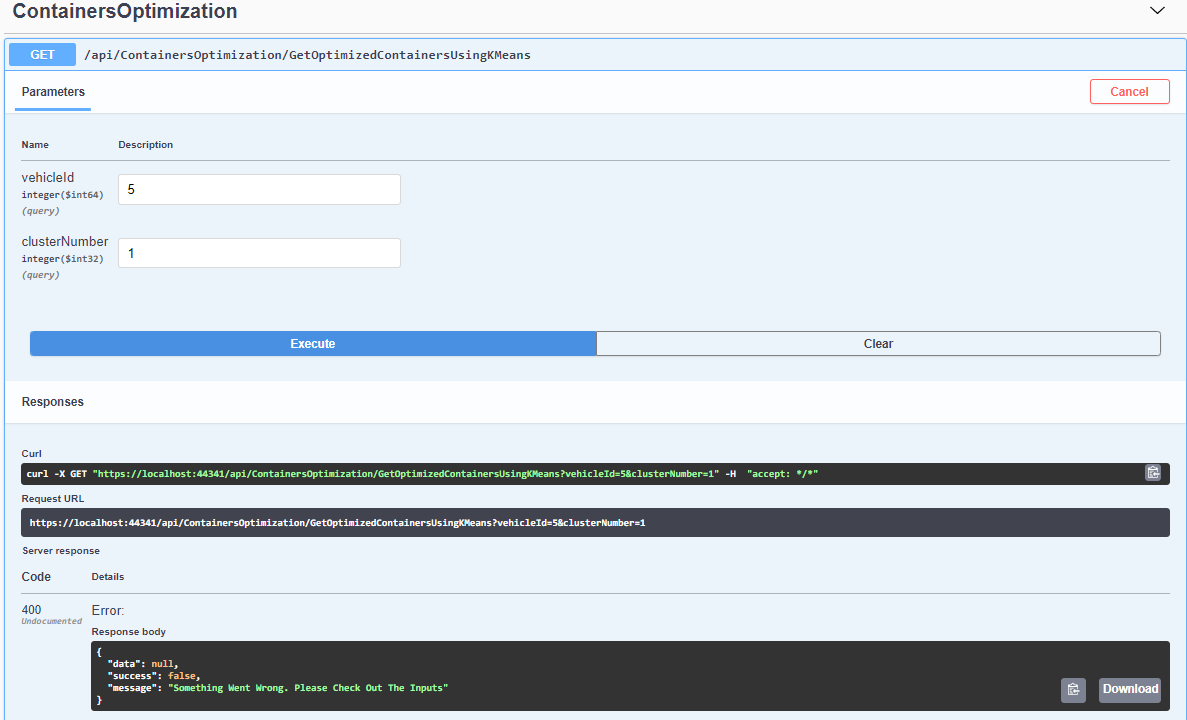 ContainersOptimization
GET /api/ContainersOptimization/GetOptimizedContainersUsingKMeans
Parameters Cancel
Name Description
vehicleId
integer($int64)
(query)
5
clusterNumber
integer($int32)
(query)
1
Execute Clear
Responses
Curl
curl -X GET "https://localhost:44341/api/ContainersOptimization/GetOptimizedContainersUsingKMeans?vehicleId=5&clusterNumber=1" -H  "accept: */*"
Request URL
https://localhost:44341/api/ContainersOptimization/GetOptimizedContainersUsingKMeans?vehicleId=5&clusterNumber=1
Server response
Code Details
400
Undocumented
Error:
Response body
{
  "data": null,
  "success": false,
  "message": "Something Went Wrong. Please Check Out The Inputs"
}
Download